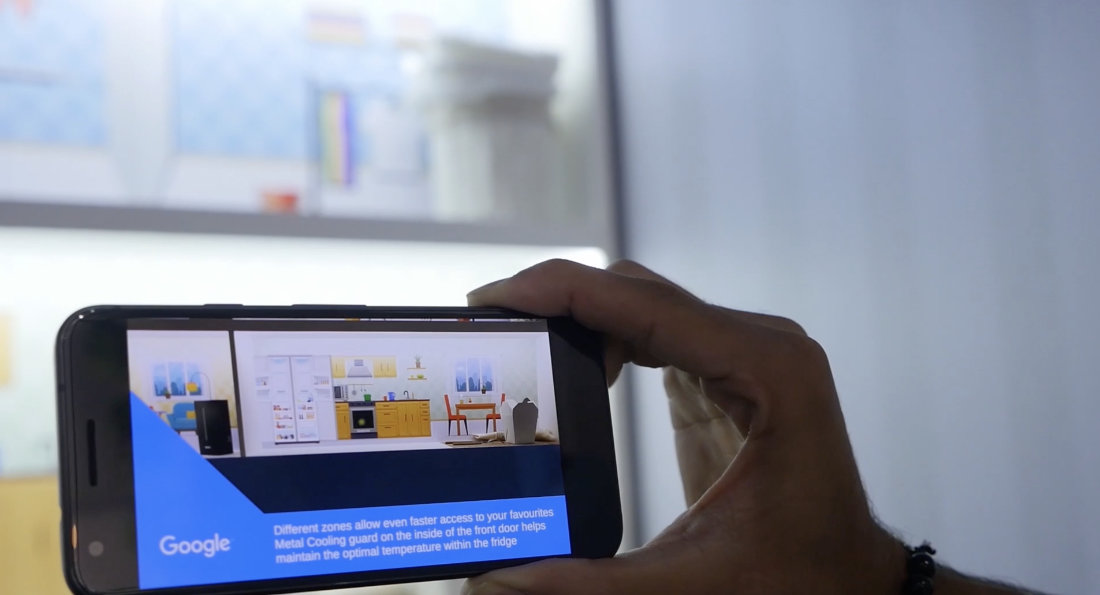 Google
Different zones allow even faster access to your favourites
Metal Cooling guard on the inside of the front door helps
maintain the optimal temperature within the fridge